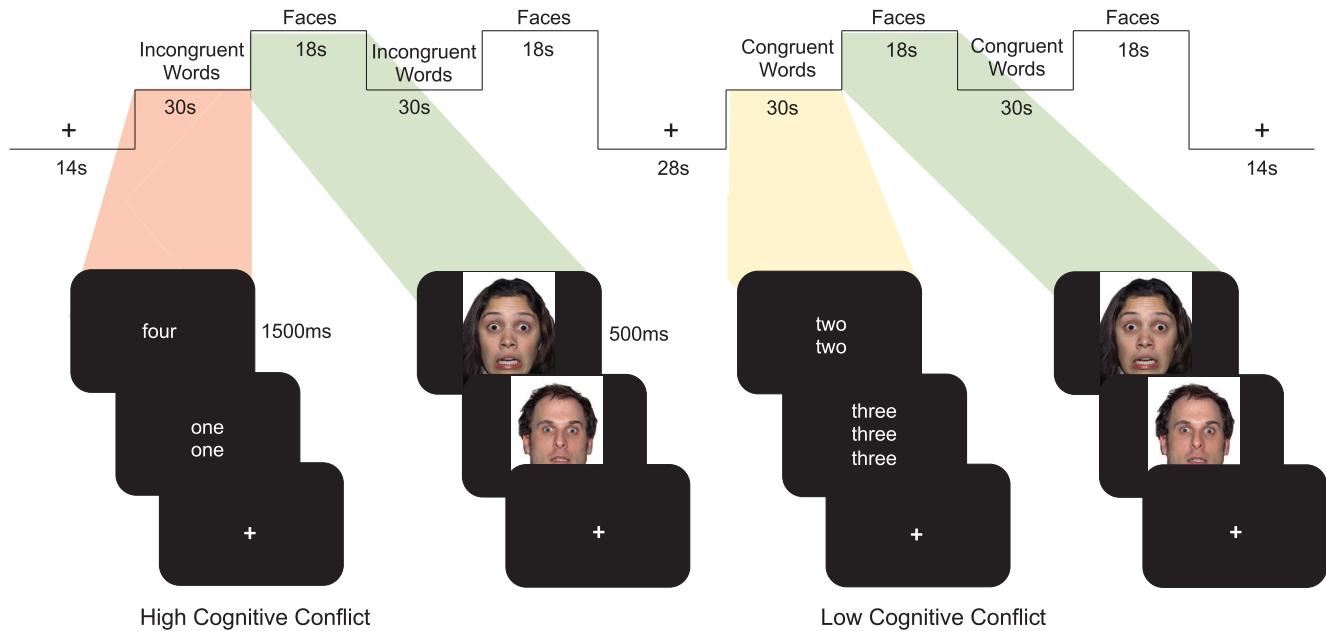 Faces
Faces
Faces
Faces
Incongruent
Words
18s
Incongruent
Words
18s
Congruent
Words
18s
Congruent
Words
18s
30s
30s
30s
30s
+
+
+
14s
28s
14s
four
1500ms
500ms
two
two
one
one
three
three
three
+
+
+
+
High Cognitive Conflict
Low Cognitive Conflict